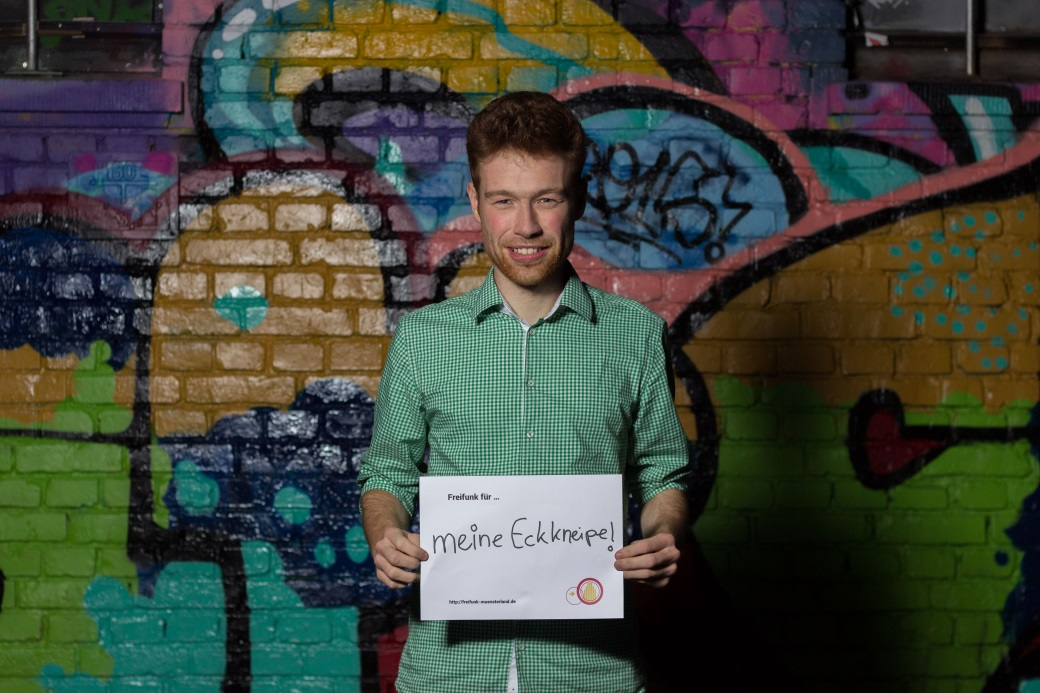 Freifunk für ...
meine Eckkneipe!
http://freifunk-muensterland.de